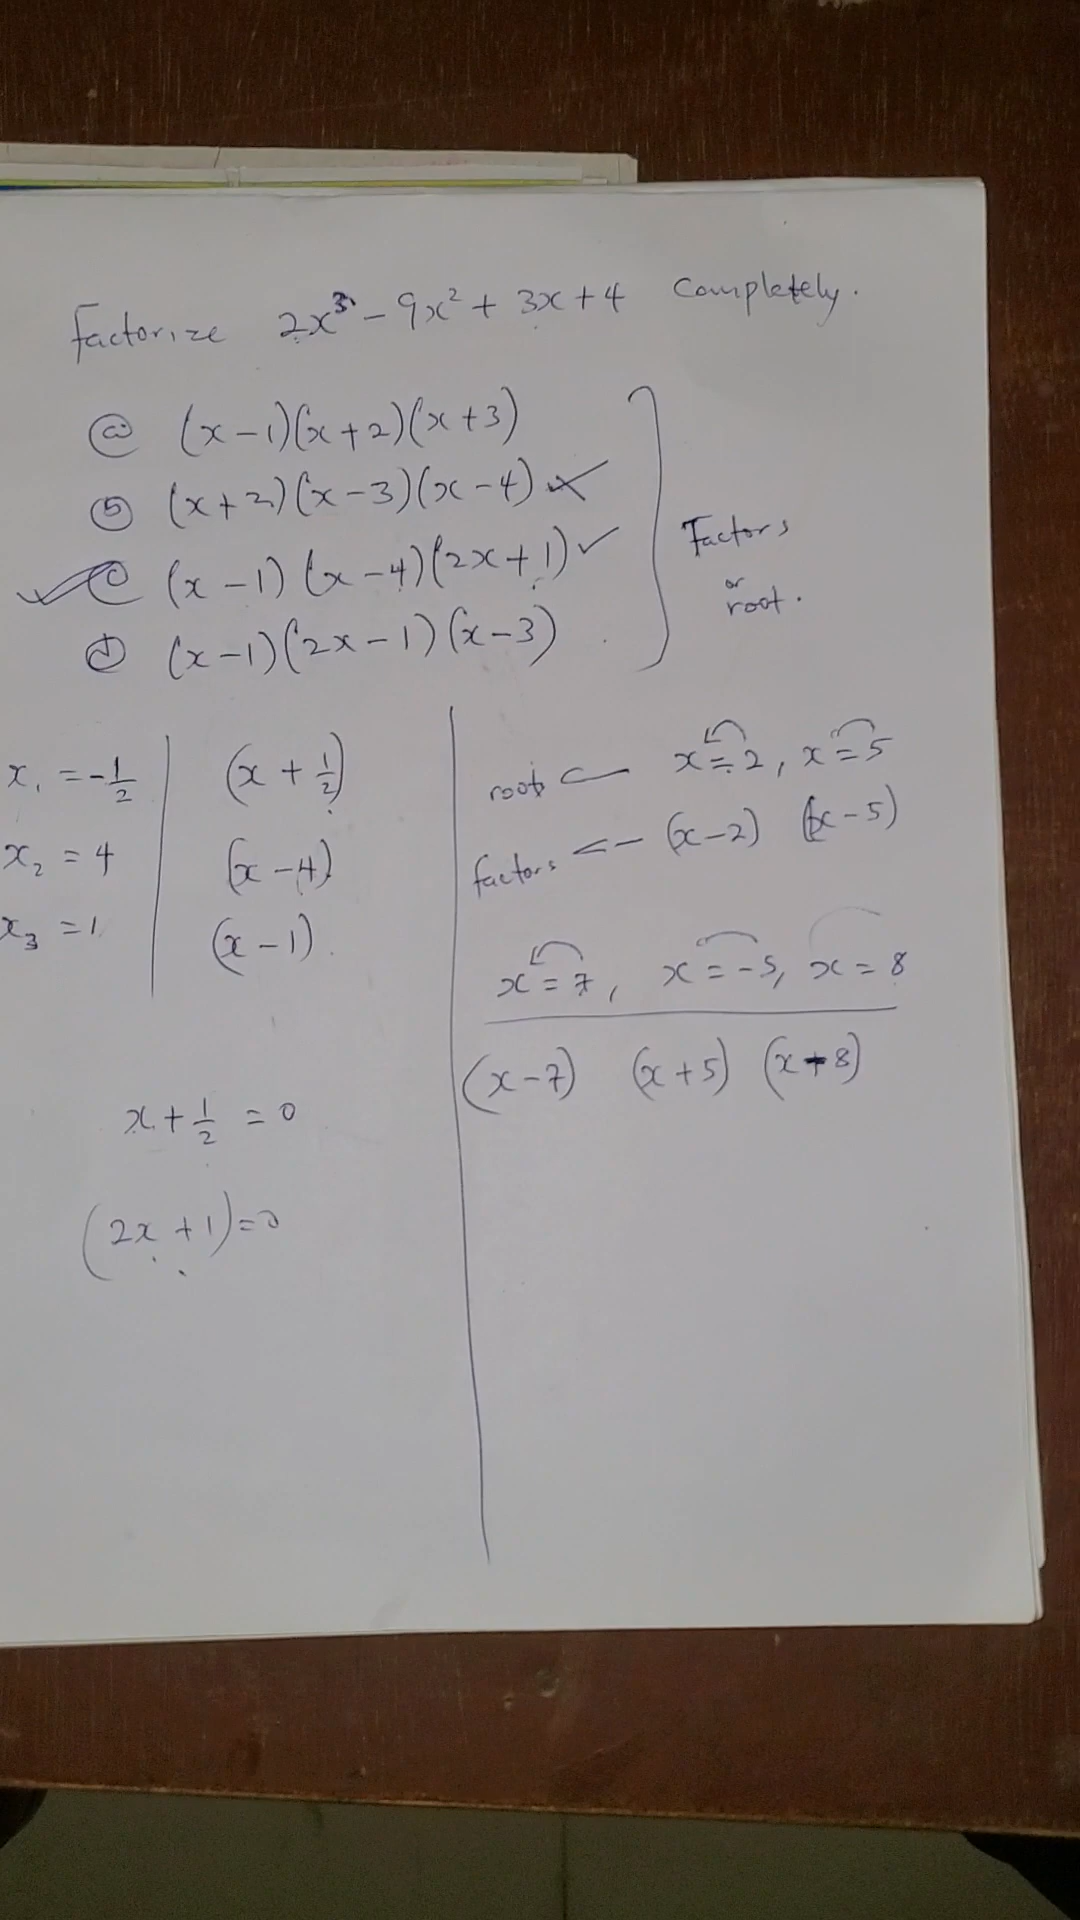 Factorize 2x³ - 9x² + 3x + 4 completely.
ⓐ (x-1)(x+2)(x+3)
ⓑ (x+2)(x-3)(x-4) ✗
✓ ⓒ (x-1)(x-4)(2x+1) ✓
ⓓ (x-1)(2x-1)(x-3)
Factors
or
root.
x₁ = -1/2
x₂ = 4
x₃ = 1
(x + 1/2)
(x-4)
(x-1)
x + 1/2 = 0
(2x+1)=0
roots ← x=2, x=5
factors ← (x-2) (x-5)
x=7, x=-5, x=8
(x-7) (x+5) (x-8)